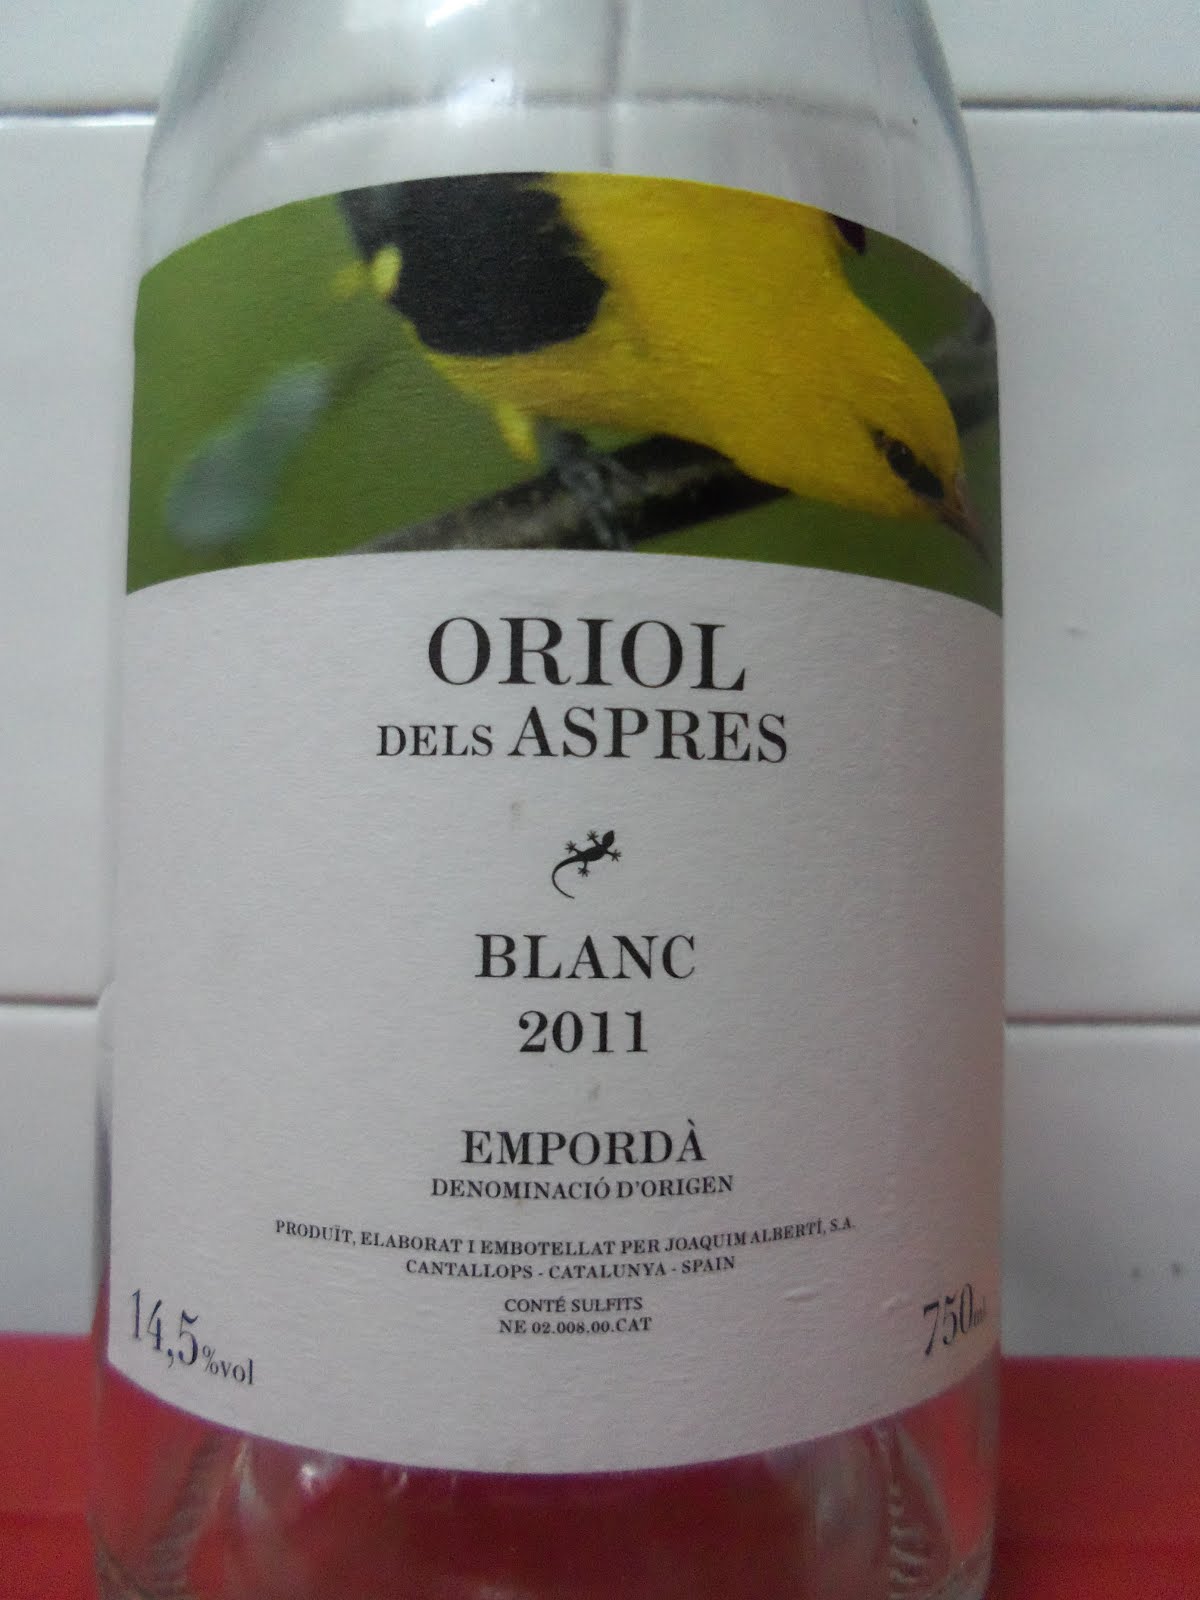 ORIOL
DELS ASPRES
BLANC
2011
EMPORDÀ
DENOMINACIÓ D'ORIGEN
PRODUÏT, ELABORAT I EMBOTELLAT PER JOAQUIM ALBERTÍ, S.A.
CANTALLOPS - CATALUNYA - SPAIN
CONTÉ SULFITS
NE 02.008.00.CAT
14,5%vol
750ml